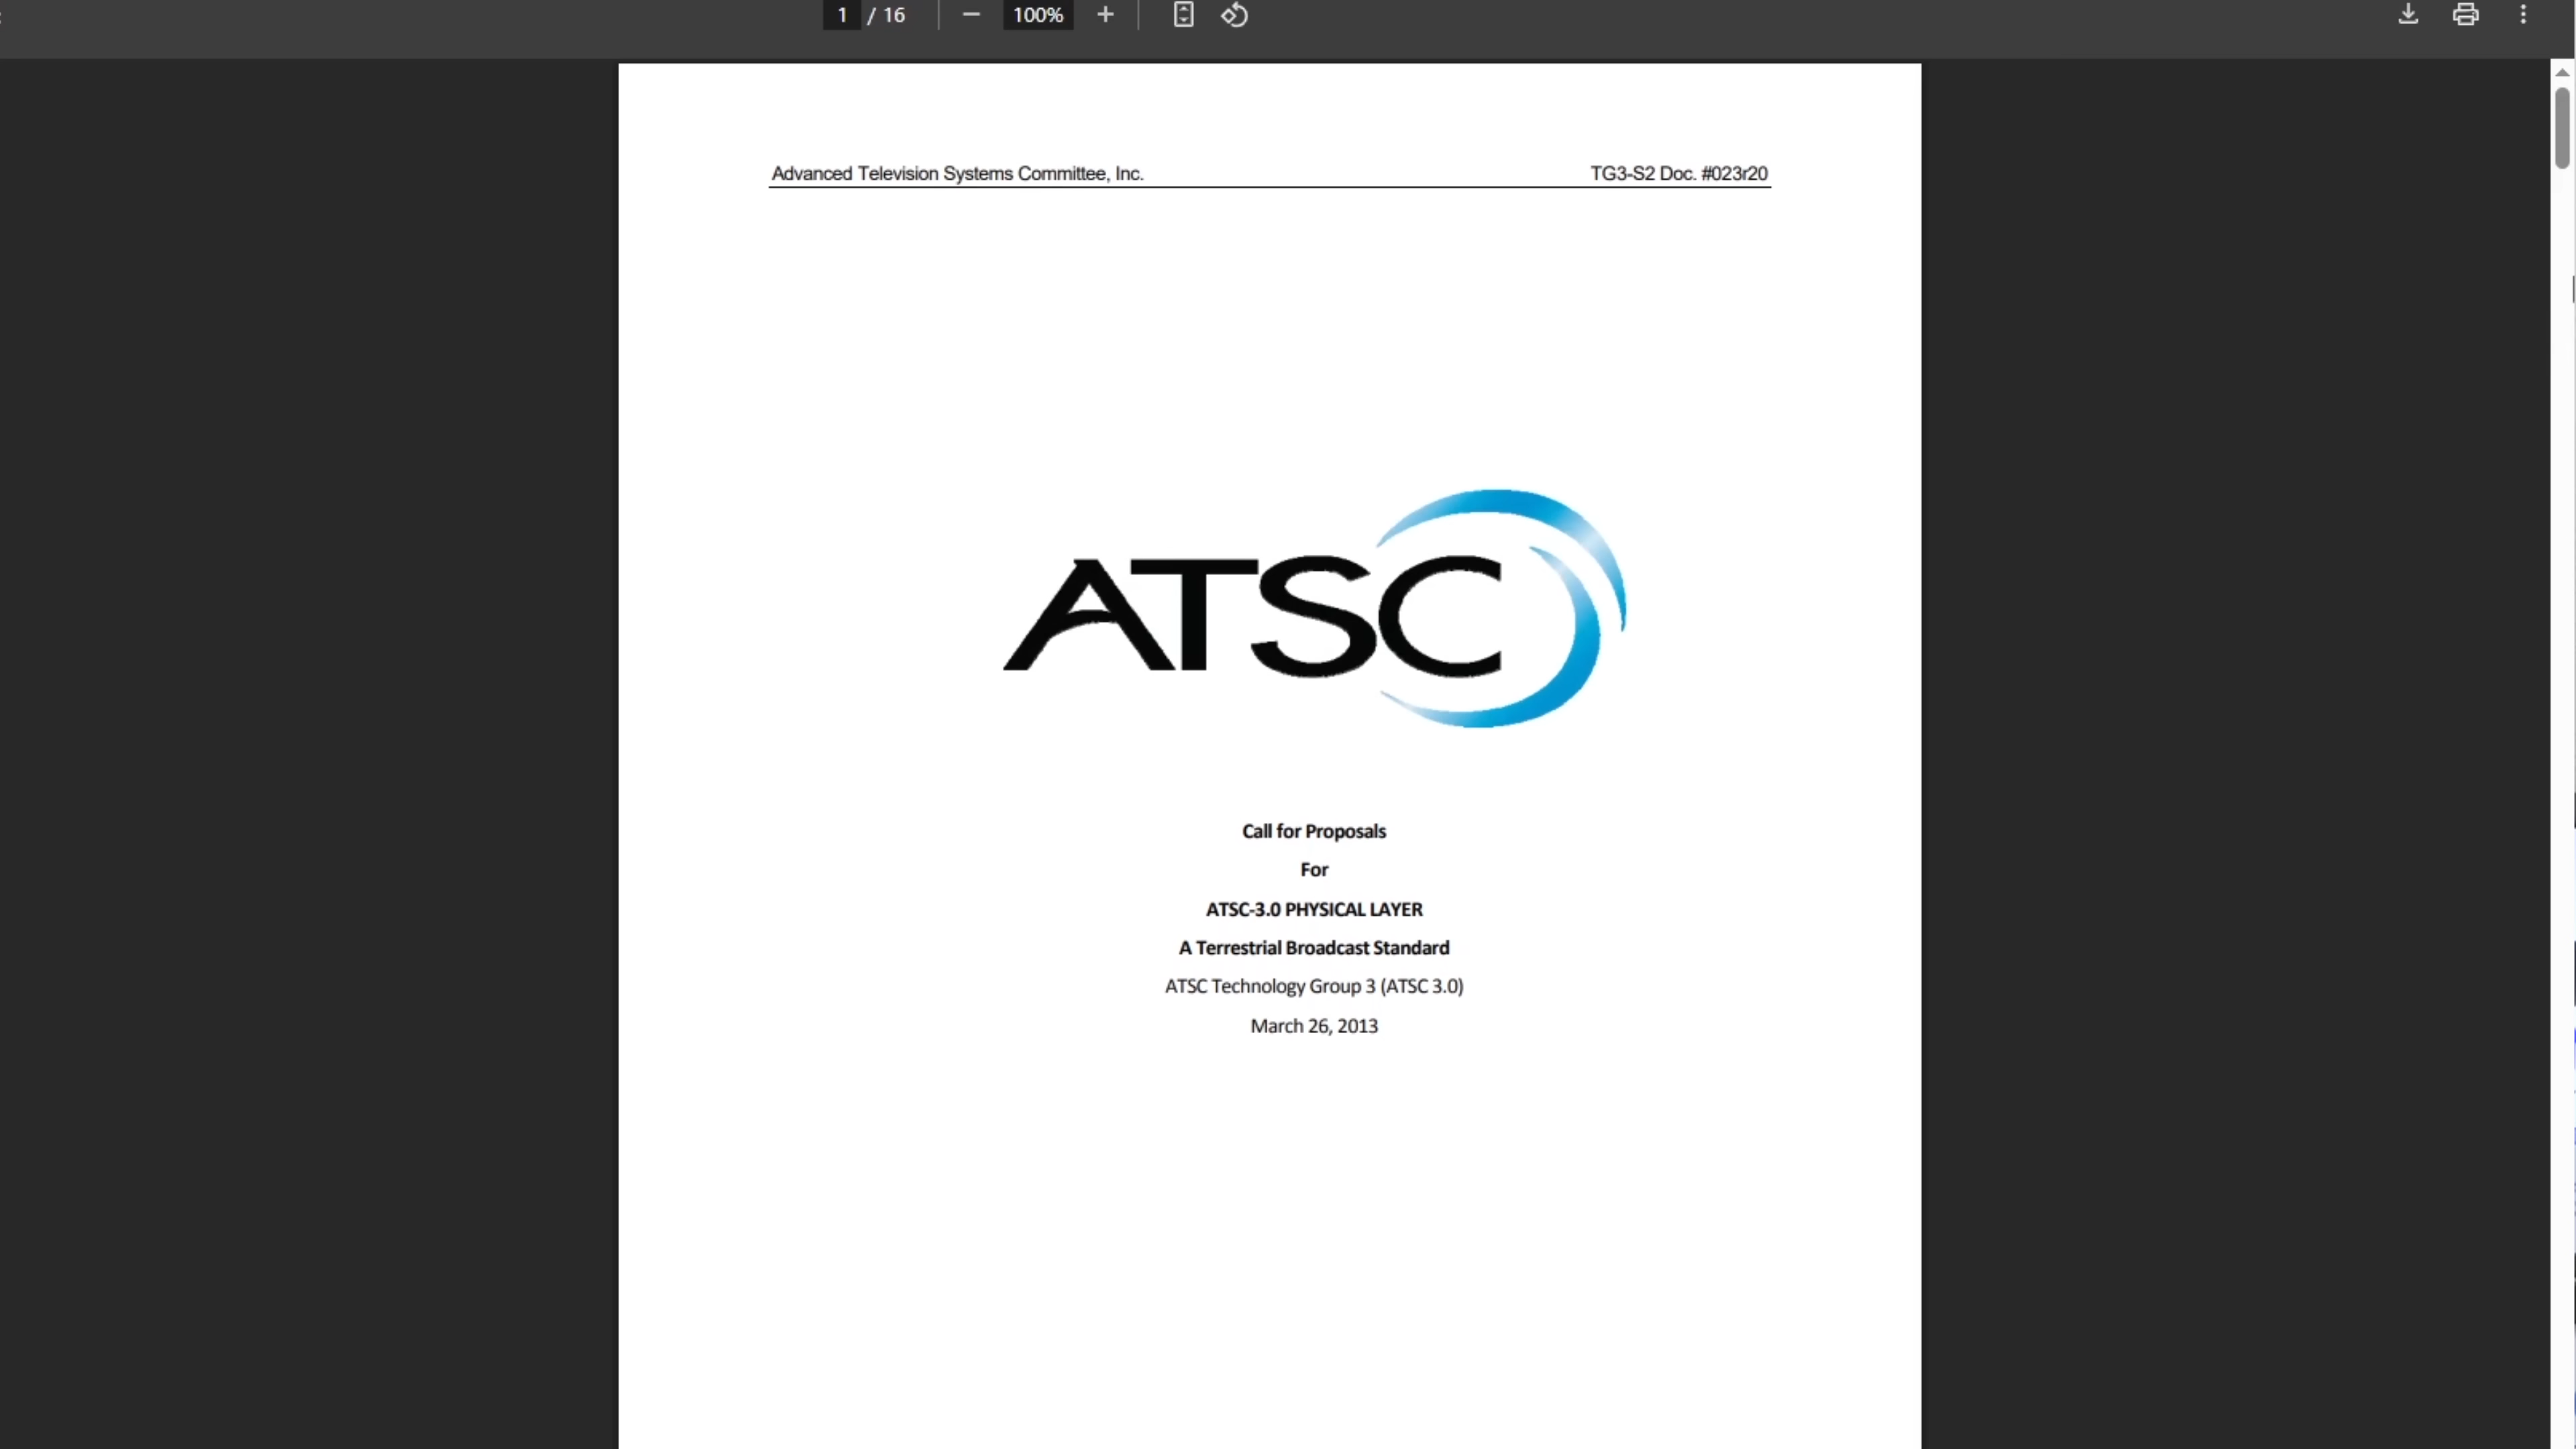 1 / 16 100%
Advanced Television Systems Committee, Inc. TG3-S2 Doc. #023r20
ATSC
Call for Proposals
For
ATSC-3.0 PHYSICAL LAYER
A Terrestrial Broadcast Standard
ATSC Technology Group 3 (ATSC 3.0)
March 26, 2013